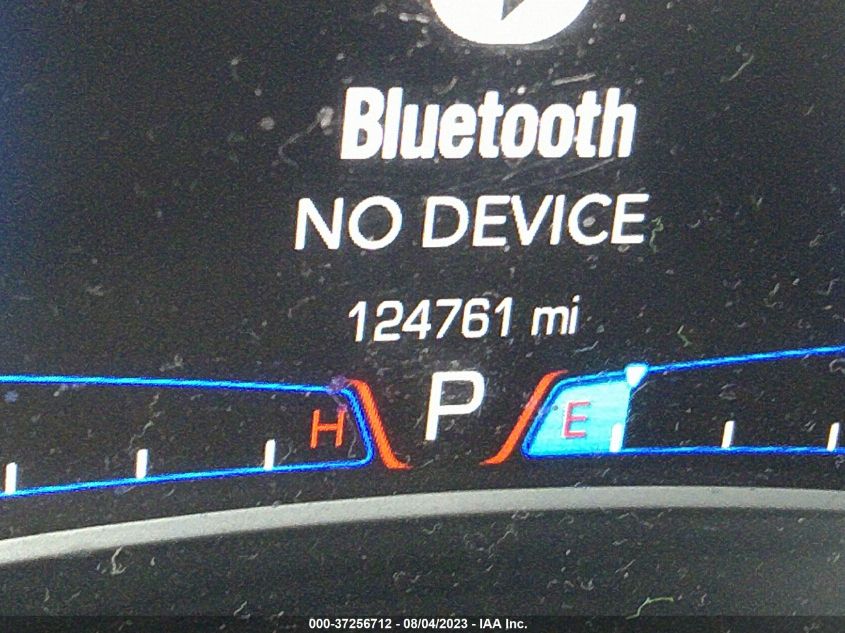 Bluetooth
NO DEVICE
124761 mi
H P E
000-37256712 - 08/04/2023 - IAA Inc.